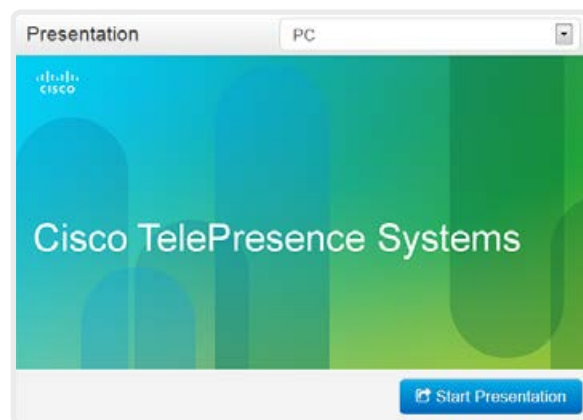 Presentation
PC
CISCO
Cisco TelePresence Systems
Start Presentation